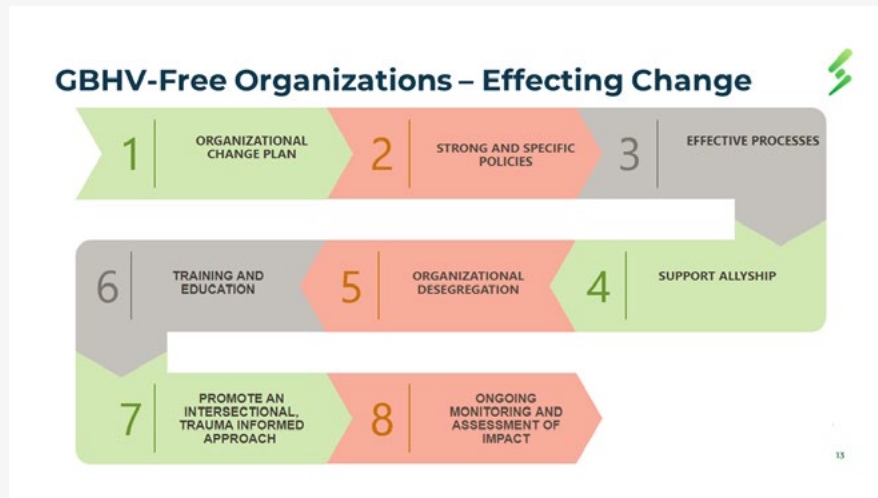 GBHV-Free Organizations – Effecting Change
1
ORGANIZATIONAL
CHANGE PLAN
2
STRONG AND SPECIFIC
POLICIES
3
EFFECTIVE PROCESSES
4
SUPPORT ALLYSHIP
5
ORGANIZATIONAL
DESEGREGATION
6
TRAINING AND
EDUCATION
7
PROMOTE AN
INTERSECTIONAL,
TRAUMA INFORMED
APPROACH
8
ONGOING
MONITORING AND
ASSESSMENT OF
IMPACT
13